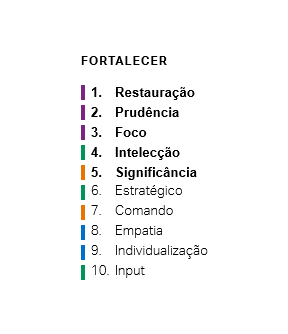 FORTALECER
1. Restauração
2. Prudência
3. Foco
4. Intelecção
5. Significância
6. Estratégico
7. Comando
8. Empatia
9. Individualização
10. Input